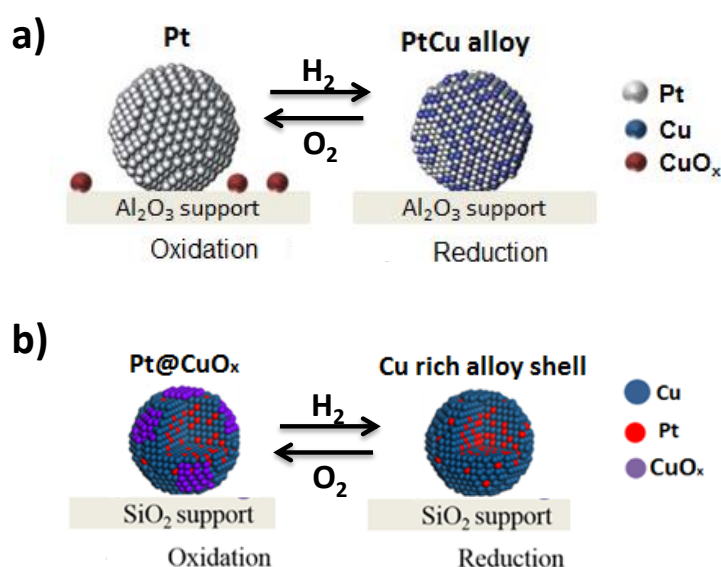 a)
Pt
PtCu alloy
H₂
O₂
Pt
Cu
CuOₓ
Al₂O₃ support
Al₂O₃ support
Oxidation
Reduction
b)
Pt@CuOₓ
Cu rich alloy shell
H₂
O₂
Cu
Pt
CuOₓ
SiO₂ support
SiO₂ support
Oxidation
Reduction